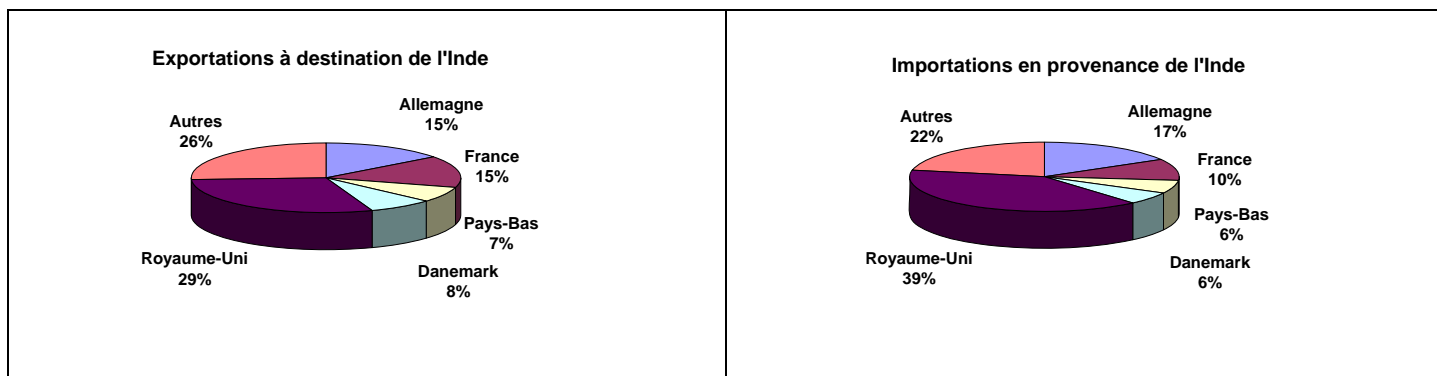 Exportations à destination de l'Inde
Autres
26%
Allemagne
15%
France
15%
Pays-Bas
7%
Danemark
8%
Royaume-Uni
29%
Importations en provenance de l'Inde
Autres
22%
Allemagne
17%
France
10%
Pays-Bas
6%
Danemark
6%
Royaume-Uni
39%